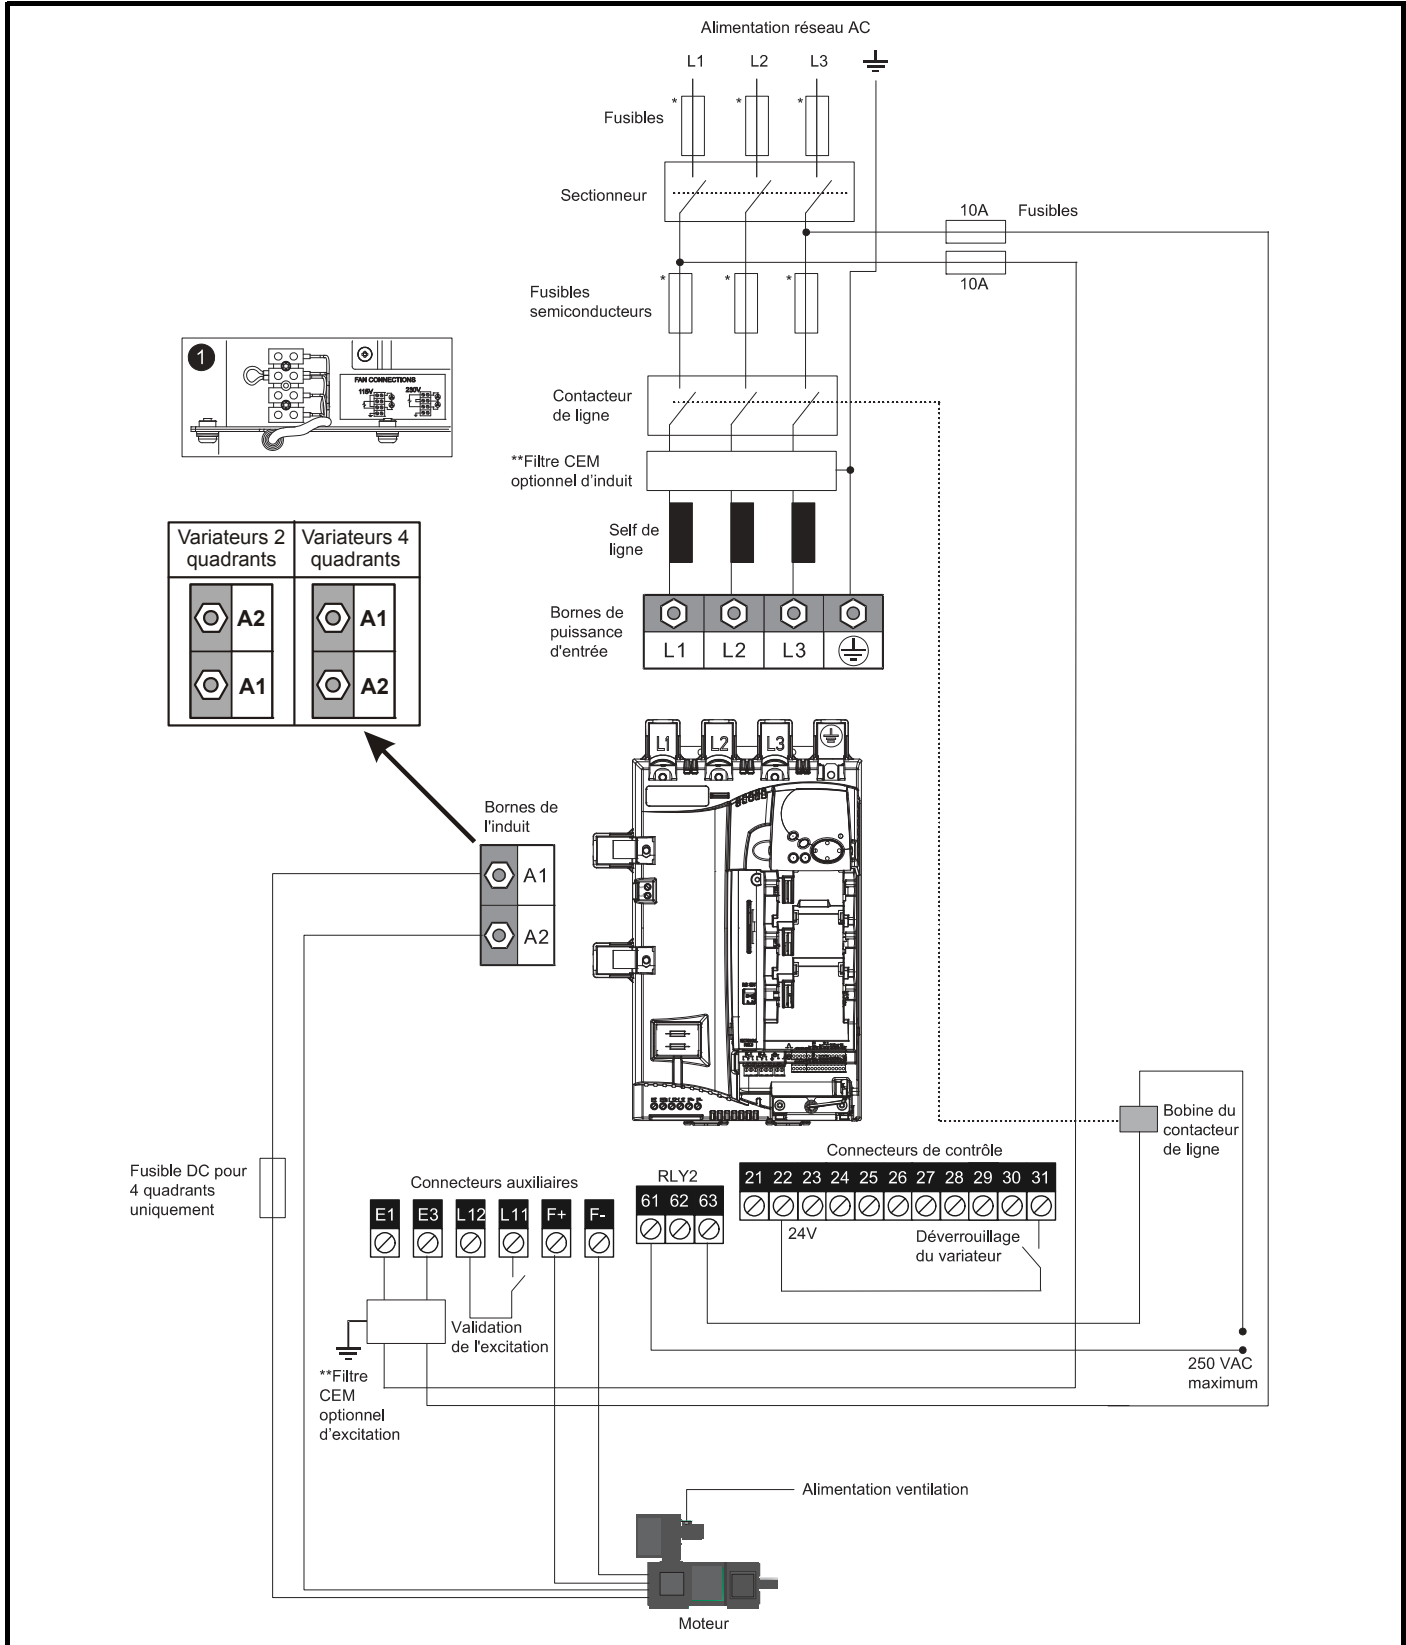 Alimentation réseau AC
L1 L2 L3
* * *
Fusibles
Sectionneur
10A Fusibles
10A
* * *
Fusibles
semiconducteurs
1
FAN CONNECTIONS
115V 230V
Contacteur
de ligne
**Filtre CEM
optionnel d'induit
Self de
ligne
Variateurs 2
quadrants
Variateurs 4
quadrants
A2 A1
A1 A2
Bornes de
puissance
d'entrée
L1 L2 L3
L1 L2 L3
Bornes de
l'induit
A1
A2
Bobine du
contacteur
de ligne
Connecteurs de contrôle
21 22 23 24 25 26 27 28 29 30 31
24V
Déverrouillage
du variateur
Fusible DC pour
4 quadrants
uniquement
Connecteurs auxiliaires
E1 E3 L12 L11 F+ F-
RLY2
61 62 63
Validation
de l'excitation
**Filtre
CEM
optionnel
d'excitation
250 VAC
maximum
Alimentation ventilation
Moteur